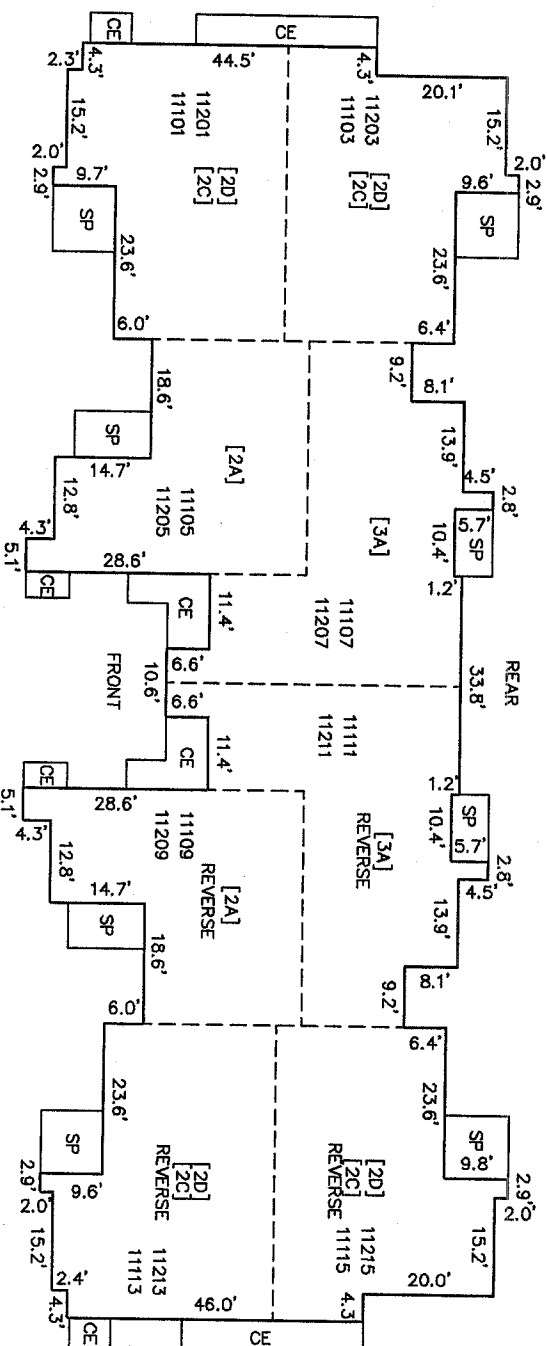 CE
CE
2.3'
4.3'
44.5'
4.3'
20.1'
15.2'
11201
11101
[2D]
[2C]
11203
11103
[2D]
[2C]
15.2'
2.0'
2.9'
9.7'
SP
23.6'
6.0'
2.0'
2.9'
9.6'
SP
23.6'
6.4'
18.6'
SP
14.7'
12.8'
4.3'
5.1'
[2A]
11105
11205
28.6'
CE
CE
11.4'
6.6'
9.2'
8.1'
13.9'
4.5'
2.8'
5.7'
SP
10.4'
1.2'
[3A]
11107
11207
REAR
33.8'
FRONT
10.6'
6.6'
11.4'
CE
CE
5.1'
4.3'
28.6'
11111
11211
[3A]
REVERSE
1.2'
10.4'
SP
5.7'
2.8'
4.5'
13.9'
8.1'
9.2'
11109
11209
[2A]
REVERSE
12.8'
14.7'
SP
18.6'
6.0'
6.4'
23.6'
SP
9.8'
2.9'
2.0'
15.2'
20.0'
[2D]
[2C]
REVERSE
11215
11115
4.3
23.6'
SP
2.9'
9.6'
2.0'
15.2'
2.4'
4.3'
[2D]
[2C]
REVERSE
11213
11113
46.0'
CE
CE